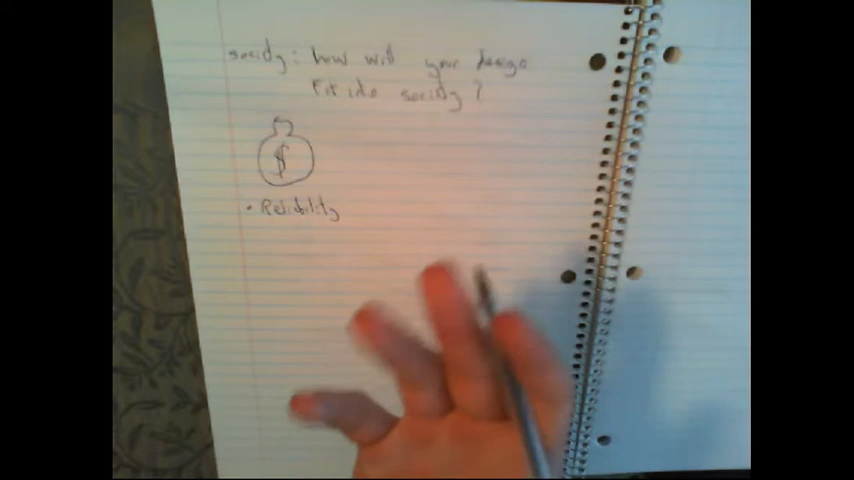 society: how will your design
fit into society?
$
• Reliability